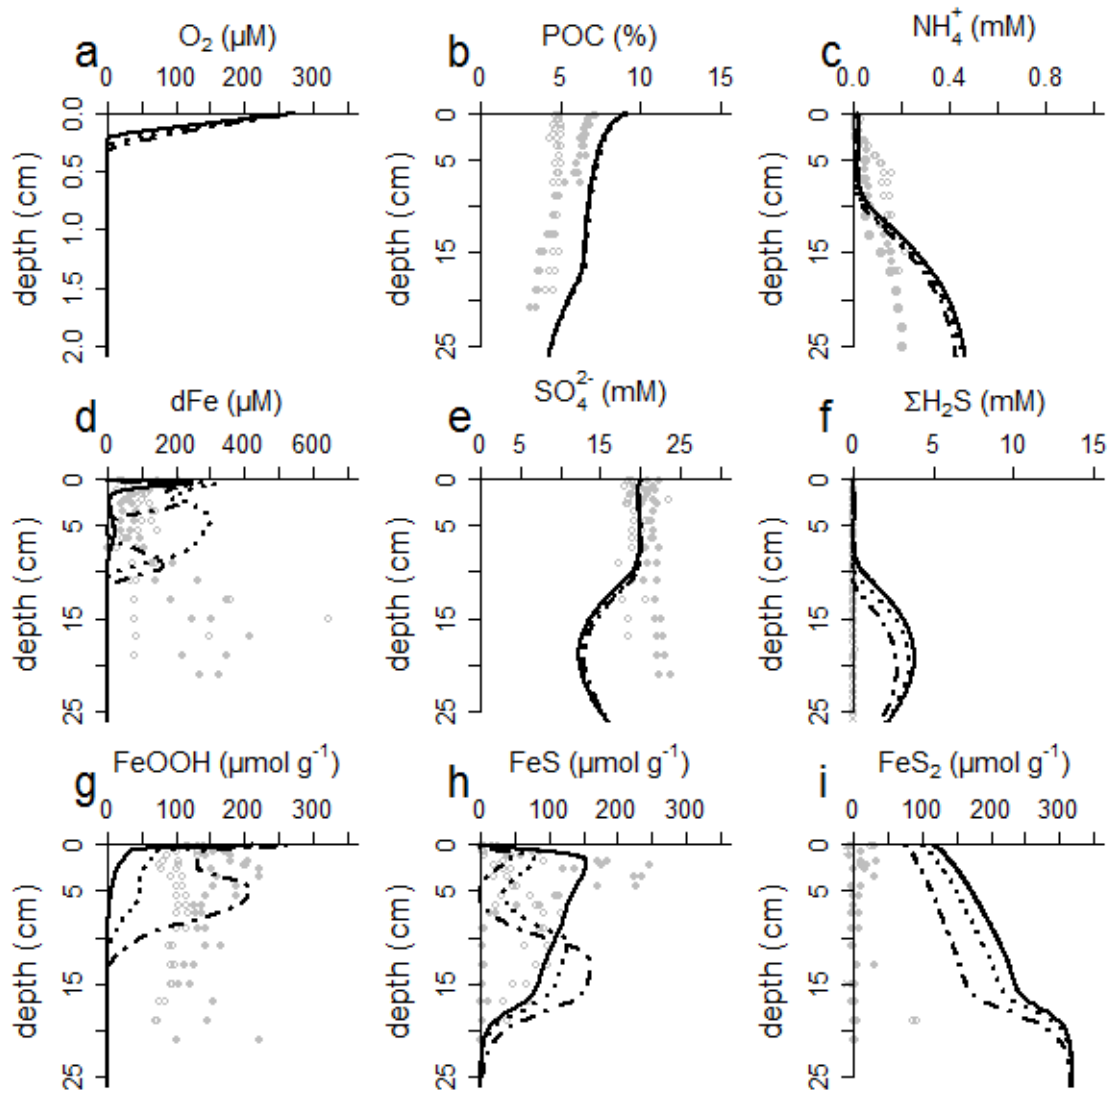 a O₂ (µM)
0 100 200 300
depth (cm)
0.0 0.5 1.0 1.5 2.0
b POC (%)
0 5 10 15
depth (cm)
0 5 15 25
c NH₄⁺ (mM)
0.0 0.4 0.8
depth (cm)
0 5 15 25
d dFe (µM)
0 200 400 600
depth (cm)
0 5 15 25
e SO₄²⁻ (mM)
0 5 15 25
depth (cm)
0 5 15 25
f ΣH₂S (mM)
0 5 10 15
depth (cm)
0 5 15 25
g FeOOH (µmol g⁻¹)
0 100 200 300
depth (cm)
0 5 15 25
h FeS (µmol g⁻¹)
0 100 200 300
depth (cm)
0 5 15 25
i FeS₂ (µmol g⁻¹)
0 100 200 300
depth (cm)
0 5 15 25